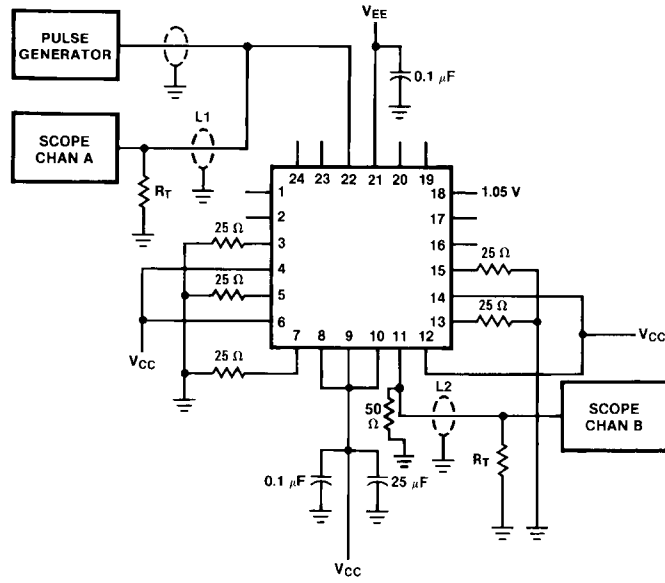 PULSE
GENERATOR
VEE
0.1 μF
L1
SCOPE
CHAN A
RT
24 23 22 21 20 19
1
2
3
4
5
6
18
17
16
15
14
13
1.05 V
25 Ω
25 Ω
25 Ω
25 Ω
25 Ω
7 8 9 10 11 12
VCC
VCC
L2
50
Ω
SCOPE
CHAN B
RT
0.1 μF
25 μF
VCC